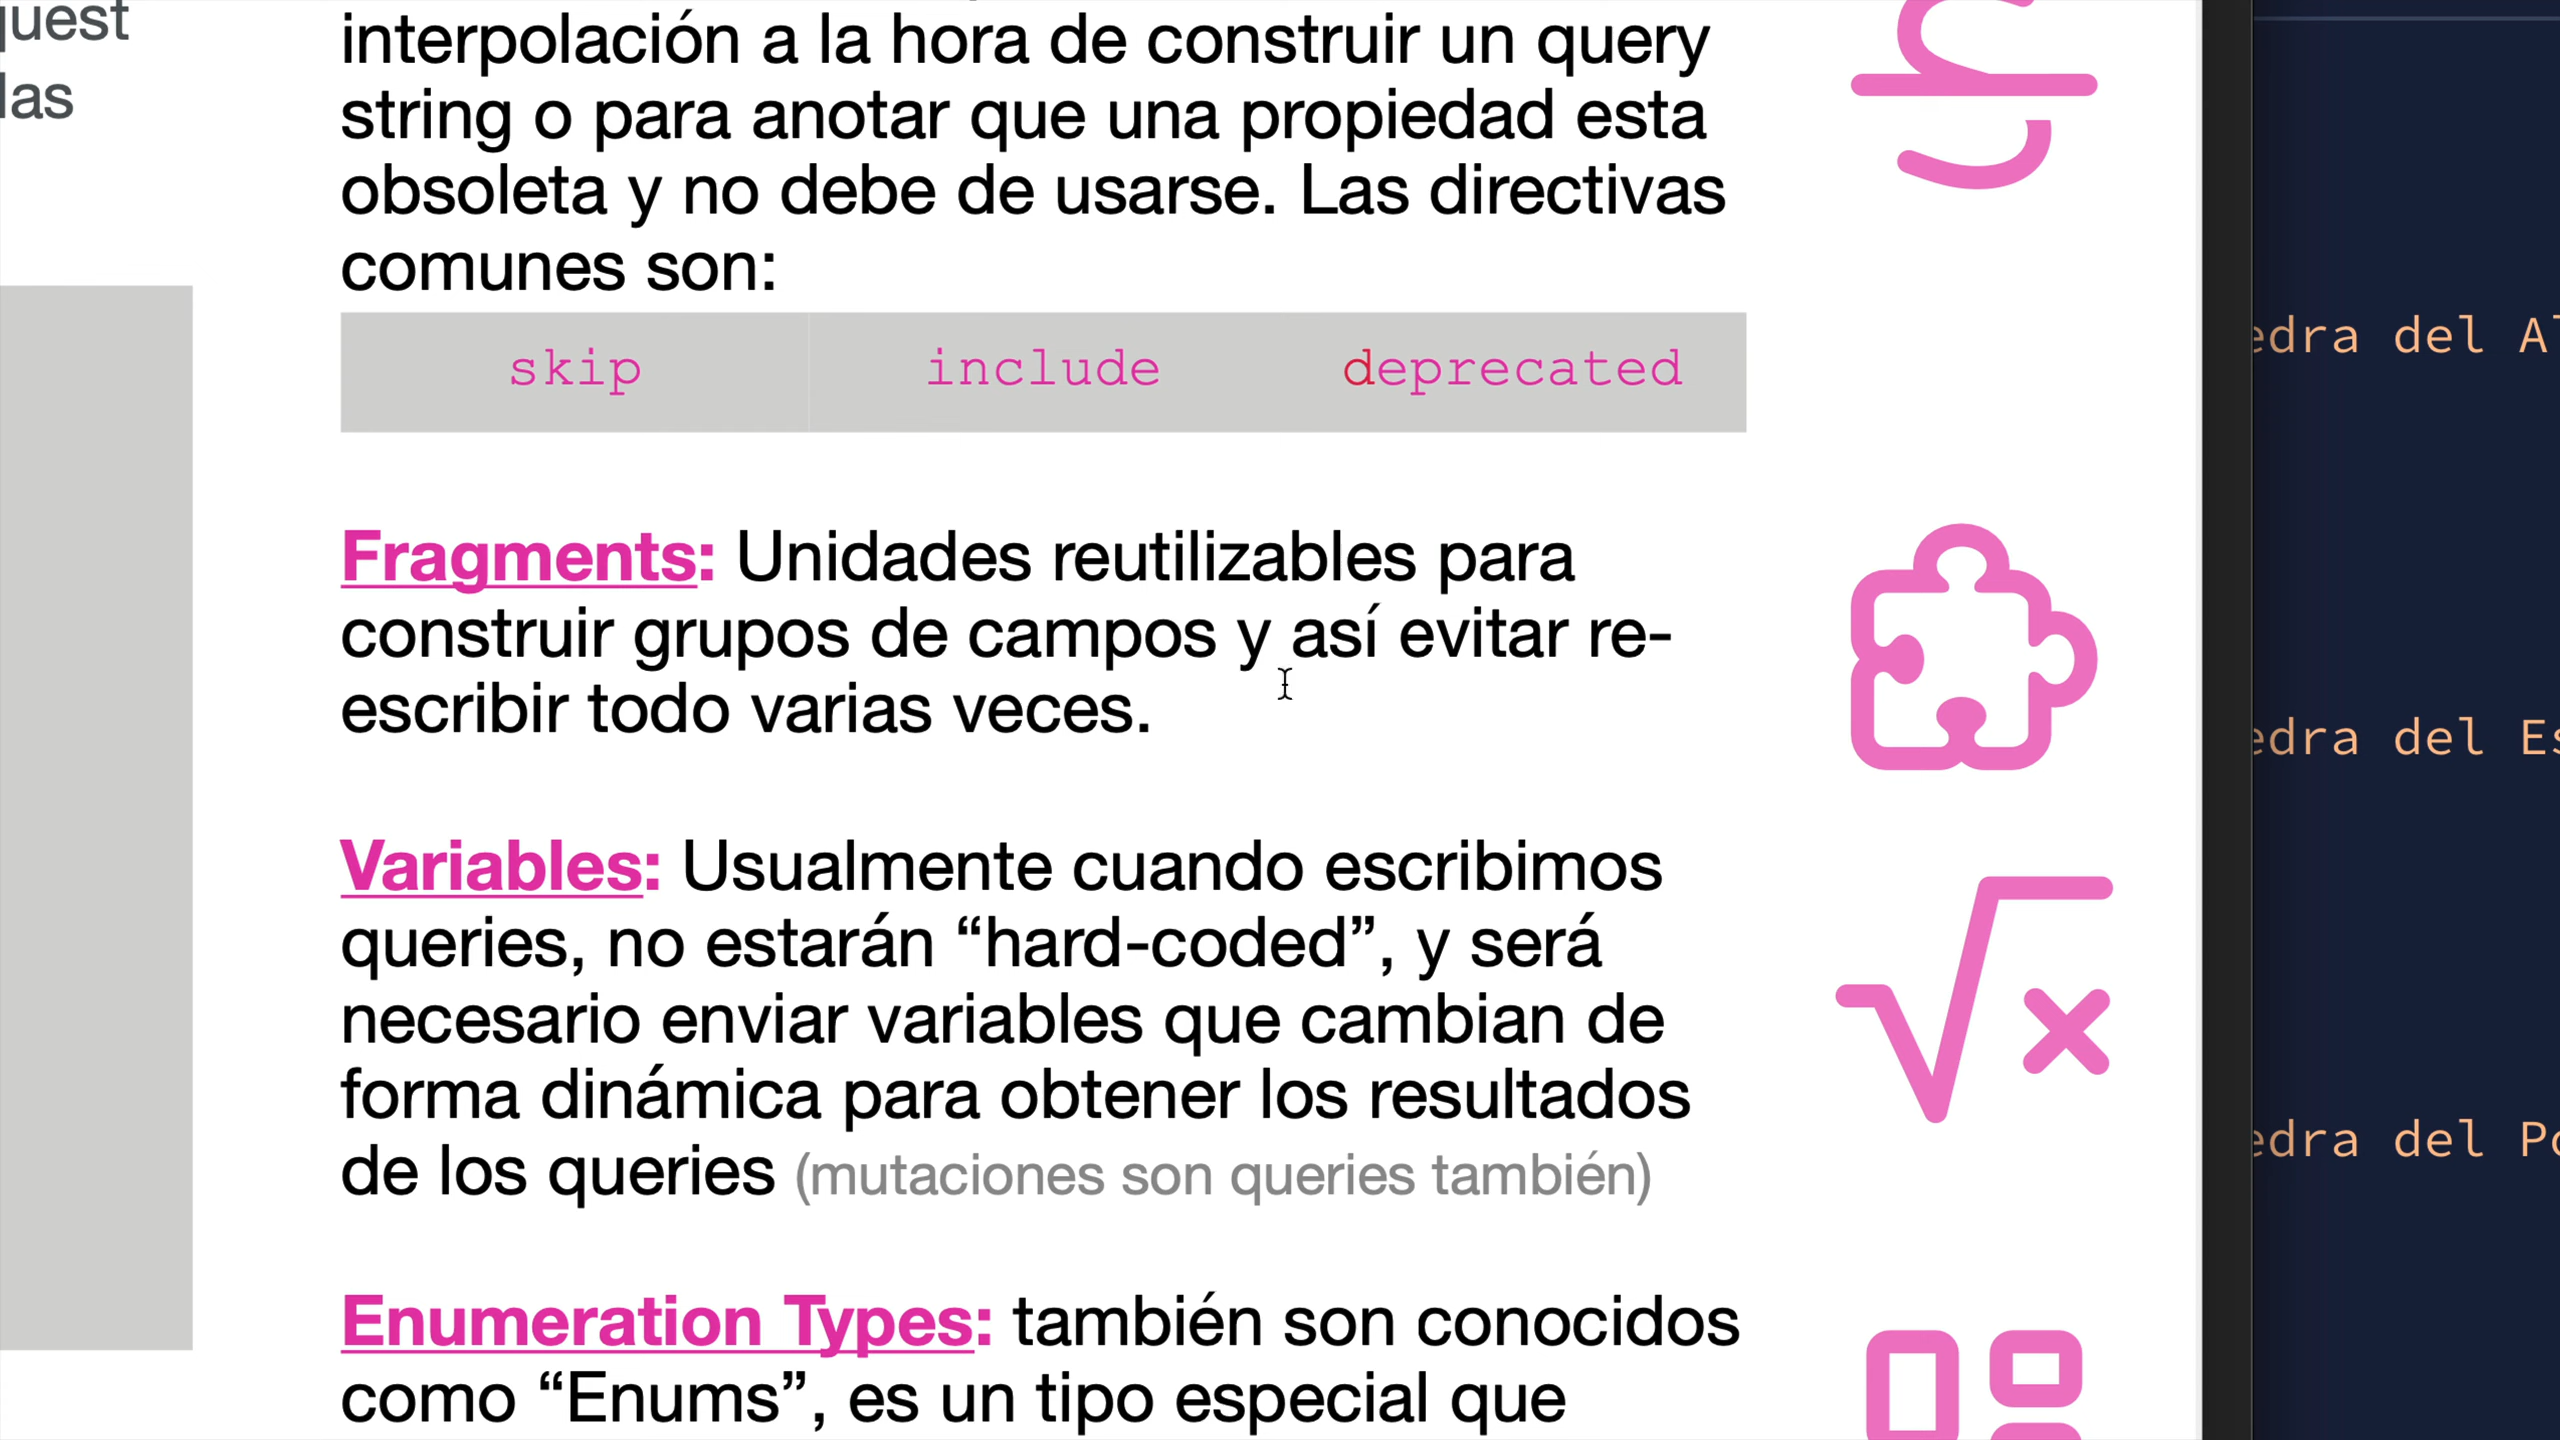 quest
las
interpolación a la hora de construir un query
string o para anotar que una propiedad esta
obsoleta y no debe de usarse. Las directivas
comunes son:
skip include deprecated
Fragments: Unidades reutilizables para
construir grupos de campos y así evitar re-
escribir todo varias veces.
Variables: Usualmente cuando escribimos
queries, no estarán “hard-coded”, y será
necesario enviar variables que cambian de
forma dinámica para obtener los resultados
de los queries (mutaciones son queries también)
Enumeration Types: también son conocidos
como “Enums”, es un tipo especial que
edra del Al
edra del Es
edra del Po